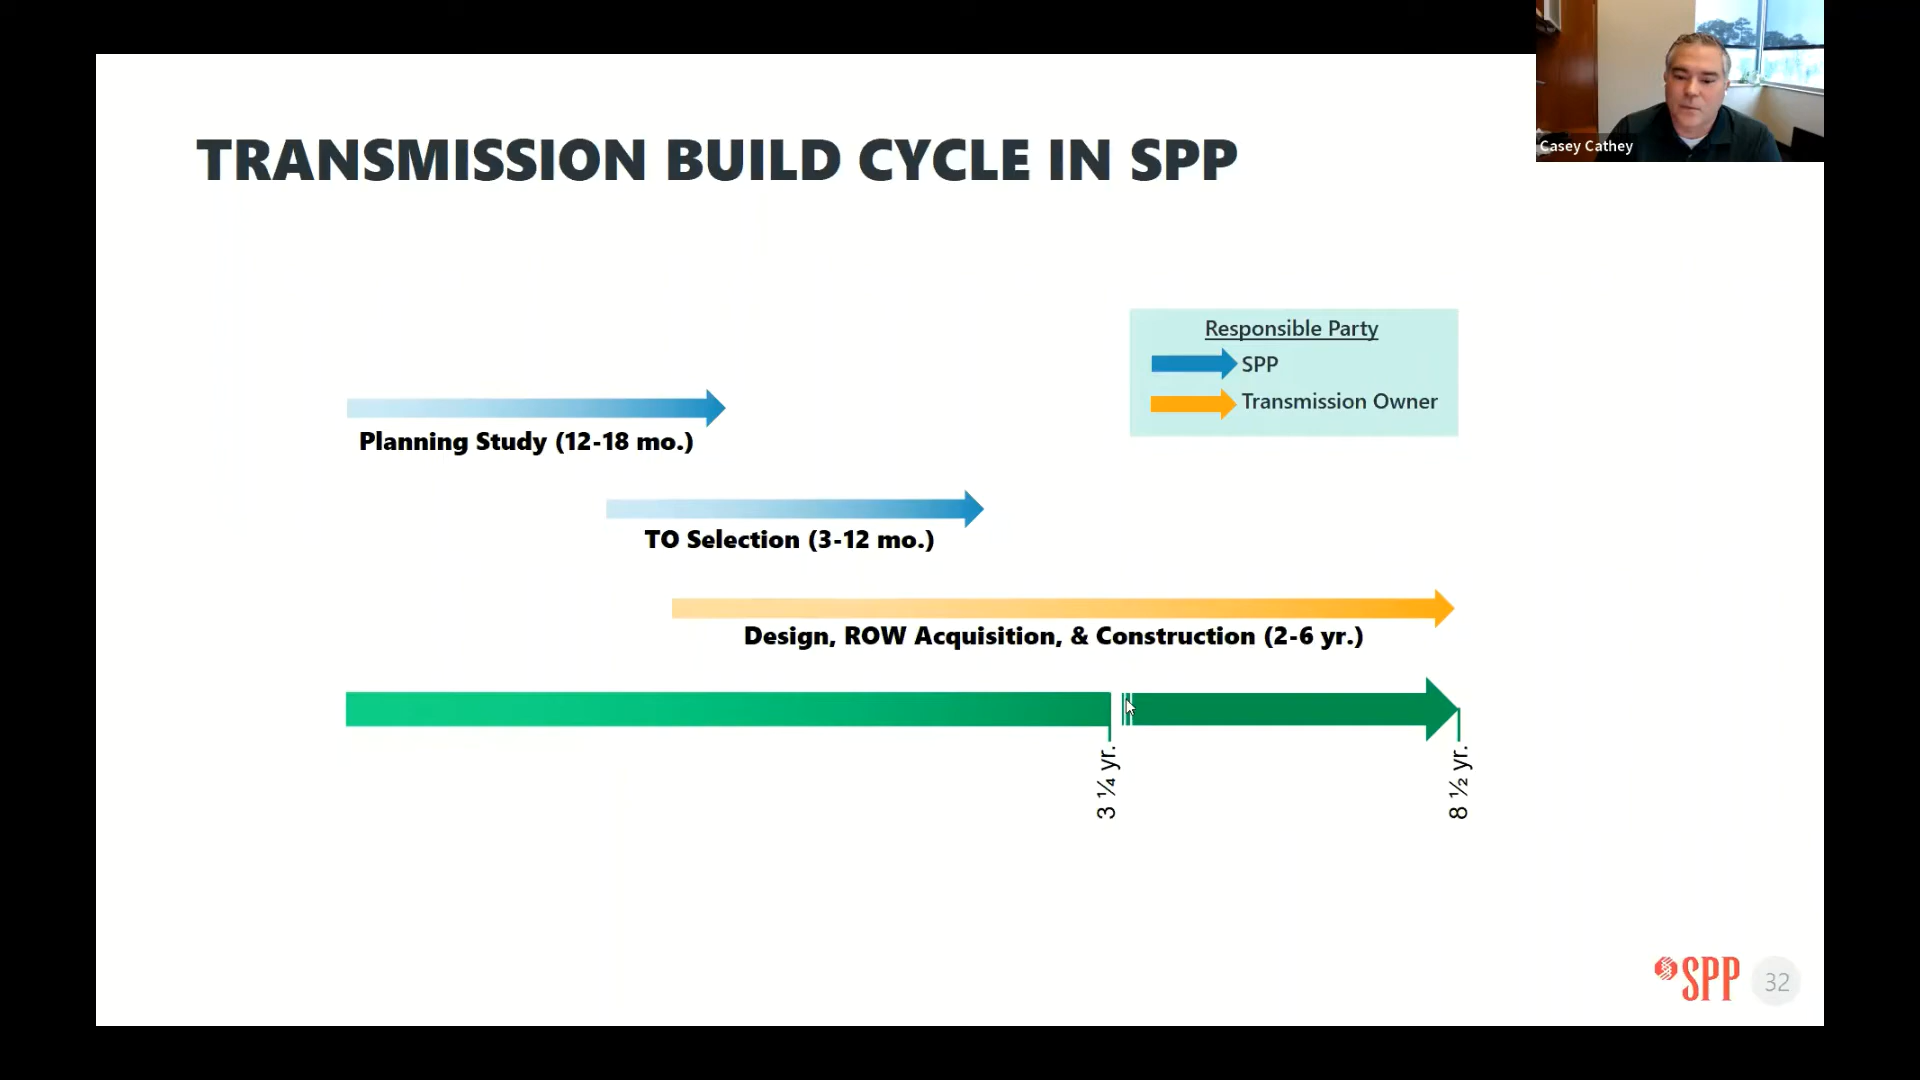 Casey Cathey
TRANSMISSION BUILD CYCLE IN SPP
Responsible Party
SPP
Transmission Owner
Planning Study (12-18 mo.)
TO Selection (3-12 mo.)
Design, ROW Acquisition, & Construction (2-6 yr.)
3 ¼ yr.
8 ½ yr.
SPP
32